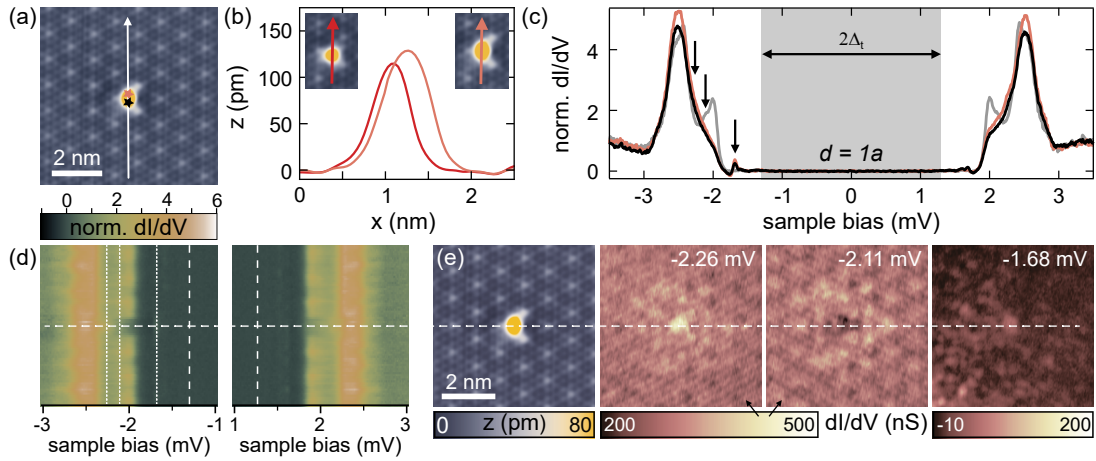 (a)
2 nm
-0 2 4 6
norm. dI/dV
(b)
150
100
50
0
z (pm)
0 1 2
x (nm)
(c)
4
2
0
norm. dI/dV
2Δt
d = 1a
-3 -2 -1 0 1 2 3
sample bias (mV)
(d)
-3 -2 -1
sample bias (mV)
1 2 3
sample bias (mV)
(e)
2 nm
-2.26 mV
-2.11 mV
-1.68 mV
0 z (pm) 80
200 500
dI/dV (nS)
-10 200